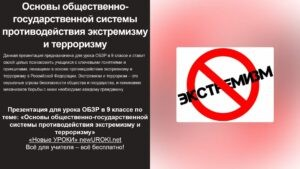 Основы общественно-
государственной системы
противодействия экстремизму
и терроризму
Данная презентация предназначена для урока ОБЗР в 9 классе и ставит
своей целью познакомить учащихся с ключевыми понятиями и
принципами, лежащими в основе противодействия экстремизму и
терроризму в Российской Федерации. Экстремизм и терроризм – это
серьезные угрозы безопасности общества и государства, и понимание
механизмов борьбы с ними необходимо каждому гражданину.
Презентация для урока ОБЗР в 9 классе по
теме: «Основы общественно-государственной
системы противодействия экстремизму и
терроризму»
«Новые УРОКИ» newUROKI.net
Всё для учителя – всё бесплатно!
ЭКСТРЕМИЗМ